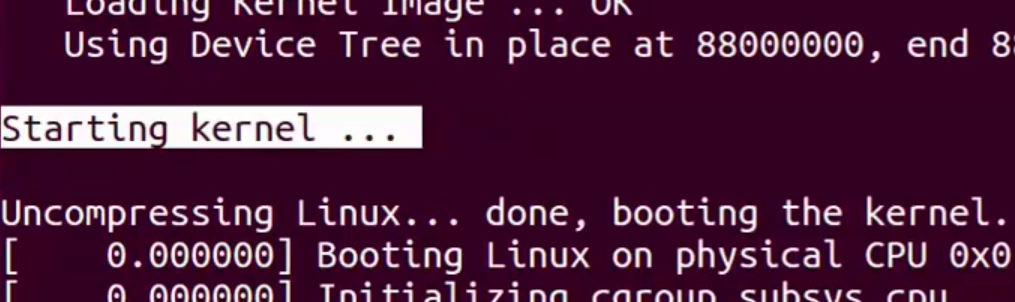 Loading Kernel Image ... OK
Using Device Tree in place at 88000000, end 8
Starting kernel ...
Uncompressing Linux... done, booting the kernel.
[    0.000000] Booting Linux on physical CPU 0x0
[    0.000000] Initializing cgroup subsys cpu